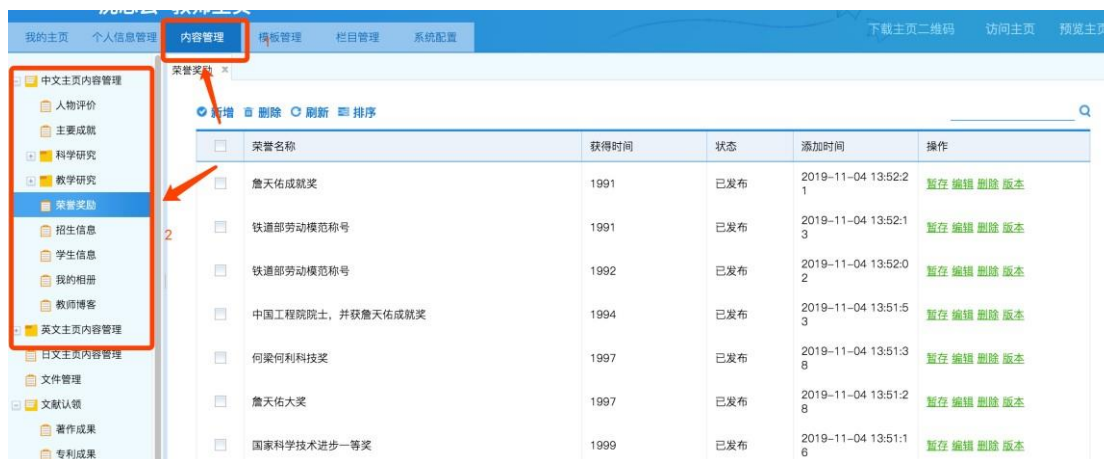 我的主页 个人信息管理 内容管理 模板管理 栏目管理 系统配置 下载主页二维码 访问主页 预览主页
1
中文主页内容管理
人物评价
主要成就
科学研究
教学研究
荣誉奖励
招生信息
学生信息
我的相册
教师博客
英文主页内容管理
日文主页内容管理
文件管理
文献认领
著作成果
专利成果
2
荣誉奖励
新增 删除 刷新 排序
荣誉名称 获得时间 状态 添加时间 操作
詹天佑成就奖 1991 已发布 2019-11-04 13:52:2
1 暂存 编辑 删除 版本
铁道部劳动模范称号 1991 已发布 2019-11-04 13:52:1
3 暂存 编辑 删除 版本
铁道部劳动模范称号 1992 已发布 2019-11-04 13:52:0
2 暂存 编辑 删除 版本
中国工程院院士，并获詹天佑成就奖 1994 已发布 2019-11-04 13:51:5
3 暂存 编辑 删除 版本
何梁何利科技奖 1997 已发布 2019-11-04 13:51:3
8 暂存 编辑 删除 版本
詹天佑大奖 1997 已发布 2019-11-04 13:51:2
8 暂存 编辑 删除 版本
国家科学技术进步一等奖 1999 已发布 2019-11-04 13:51:1
6 暂存 编辑 删除 版本